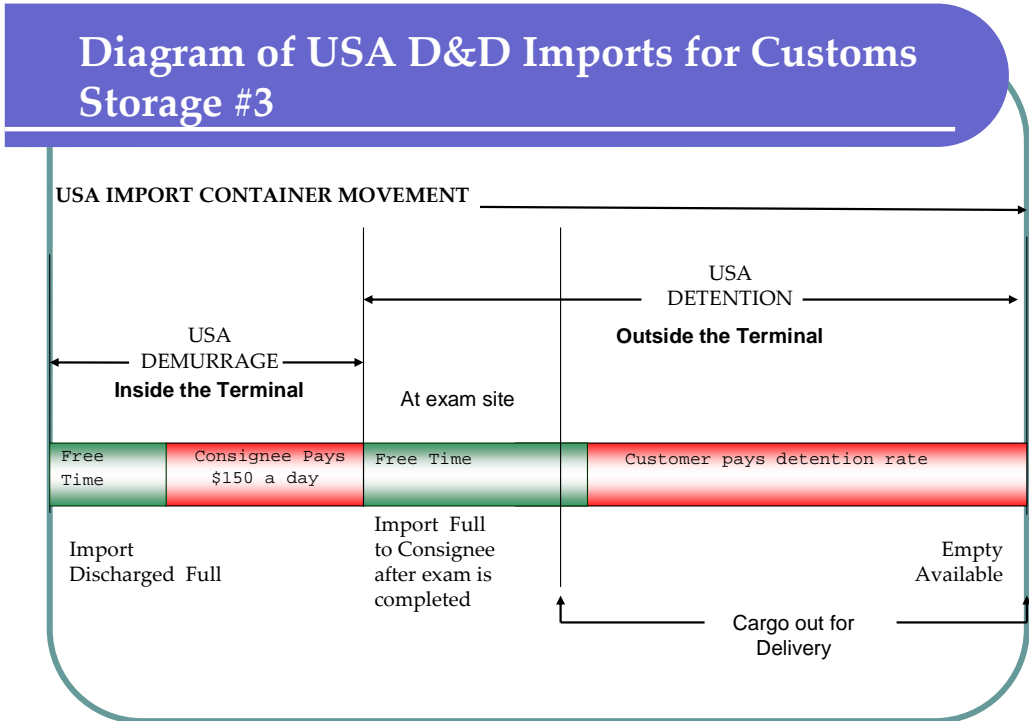 Diagram of USA D&D Imports for Customs
Storage #3
USA IMPORT CONTAINER MOVEMENT
USA
DETENTION
Outside the Terminal
USA
DEMURRAGE
Inside the Terminal
At exam site
Free
Time
Consignee Pays
$150 a day
Free Time
Customer pays detention rate
Import
Discharged Full
Import Full
to Consignee
after exam is
completed
Empty
Available
Cargo out for
Delivery